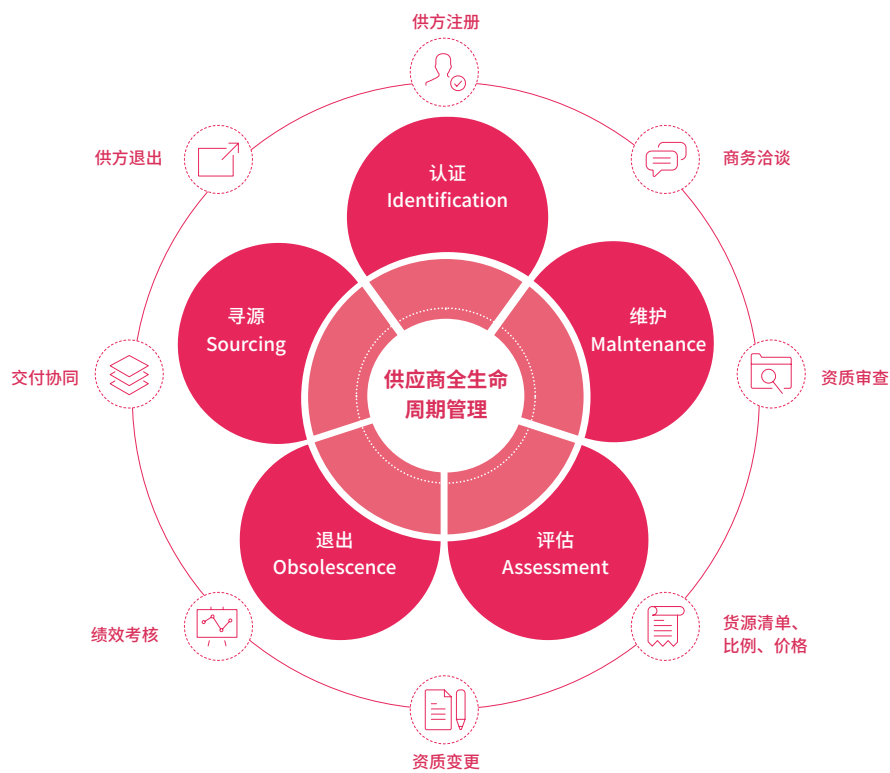 供方注册
供方退出
商务洽谈
认证
Identification
寻源
Sourcing
维护
Malntenance
供应商全生命
周期管理
交付协同
资质审查
退出
Obsolescence
评估
Assessment
绩效考核
货源清单、
比例、价格
资质变更